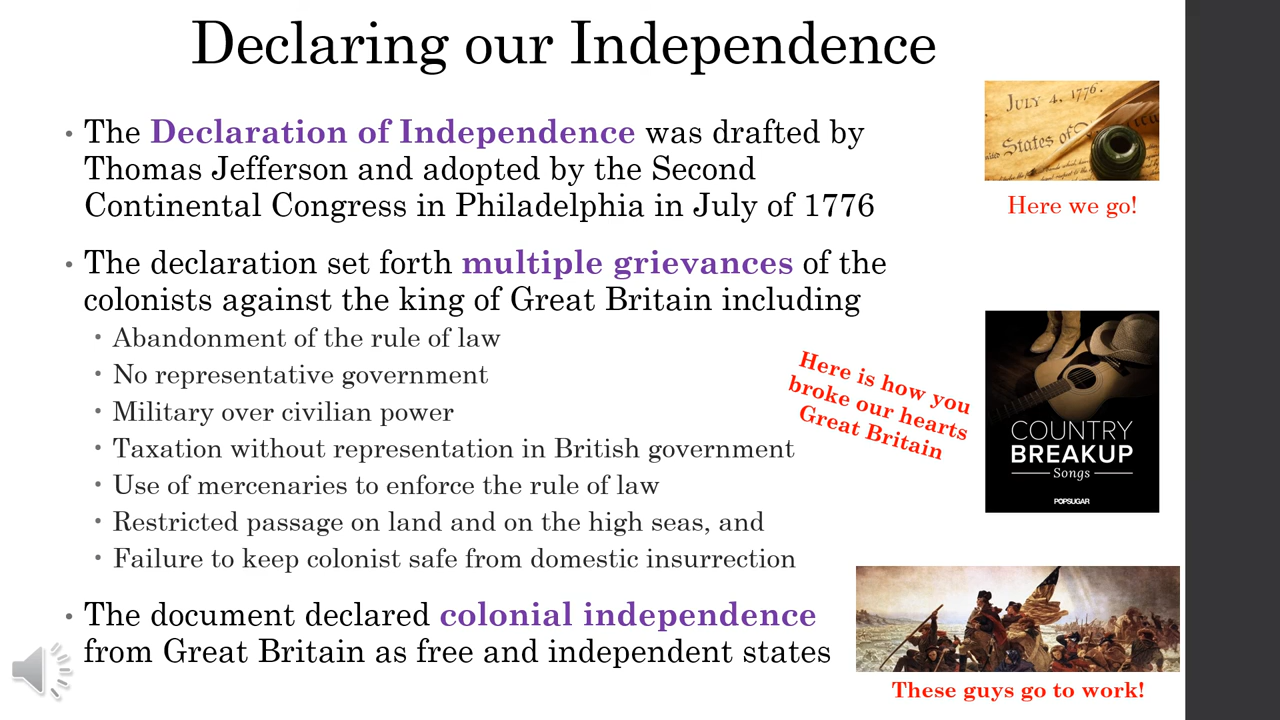 Declaring our Independence
• The Declaration of Independence was drafted by
Thomas Jefferson and adopted by the Second
Continental Congress in Philadelphia in July of 1776
• The declaration set forth multiple grievances of the
colonists against the king of Great Britain including
• Abandonment of the rule of law
• No representative government
• Military over civilian power
• Taxation without representation in British government
• Use of mercenaries to enforce the rule of law
• Restricted passage on land and on the high seas, and
• Failure to keep colonist safe from domestic insurrection
• The document declared colonial independence
from Great Britain as free and independent states
JULY 4, 1776.
States of
Here we go!
Here is how you
broke our hearts
Great Britain
COUNTRY
BREAKUP
Songs
POPSUGAR
These guys go to work!